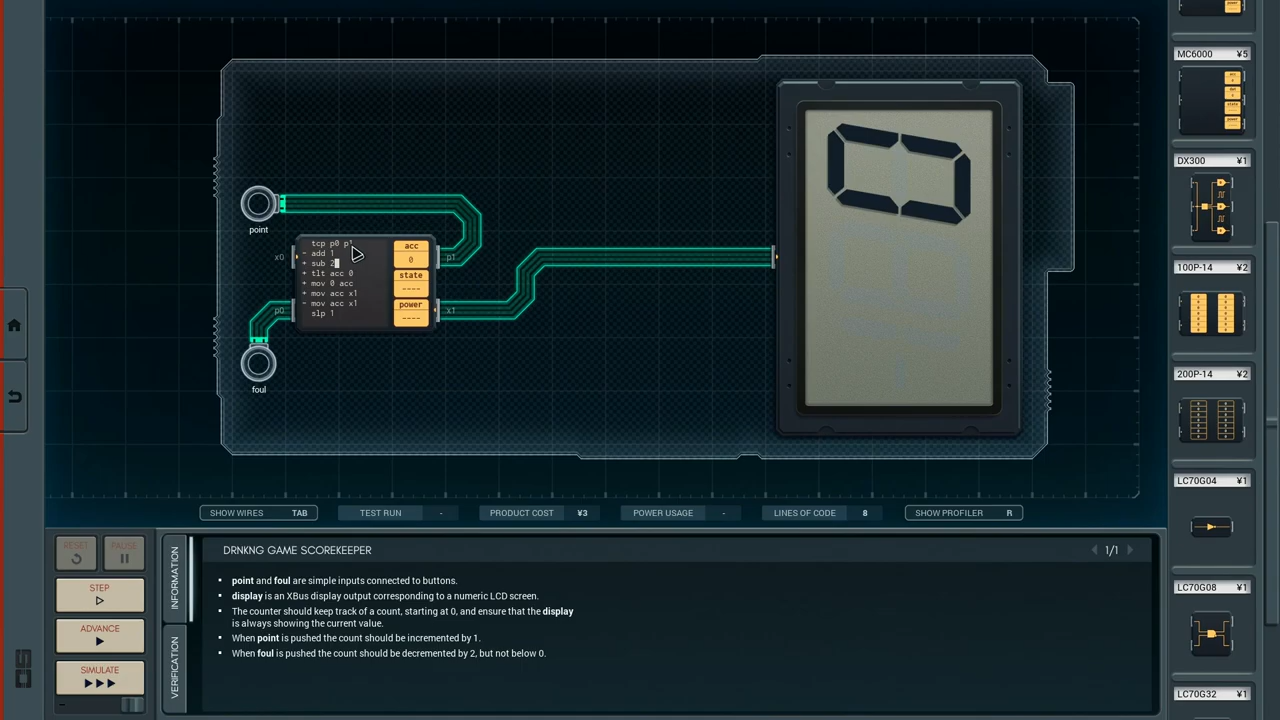 MC6000 ¥5
acc
state
power
DX300 ¥1
100P-14 ¥2
200P-14 ¥2
LC70G04 ¥1
LC70G08 ¥1
LC70G32 ¥1
point
foul
x0
p0
p1
x1
tcp p0 p1
- add 1
+ sub 2
+ tlt acc 0
+ mov 0 acc
+ mov acc x1
- mov acc x1
slp 1
acc
0
state
----
power
----
0
SHOW WIRES TAB
TEST RUN -
PRODUCT COST ¥3
POWER USAGE -
LINES OF CODE 8
SHOW PROFILER R
RESET
PAUSE
STEP
ADVANCE
SIMULATE
INFORMATION
VERIFICATION
DRNKNG GAME SCOREKEEPER
1/1
point and foul are simple inputs connected to buttons.
display is an XBus display output corresponding to a numeric LCD screen.
The counter should keep track of a count, starting at 0, and ensure that the display
is always showing the current value.
When point is pushed the count should be incremented by 1.
When foul is pushed the count should be decremented by 2, but not below 0.